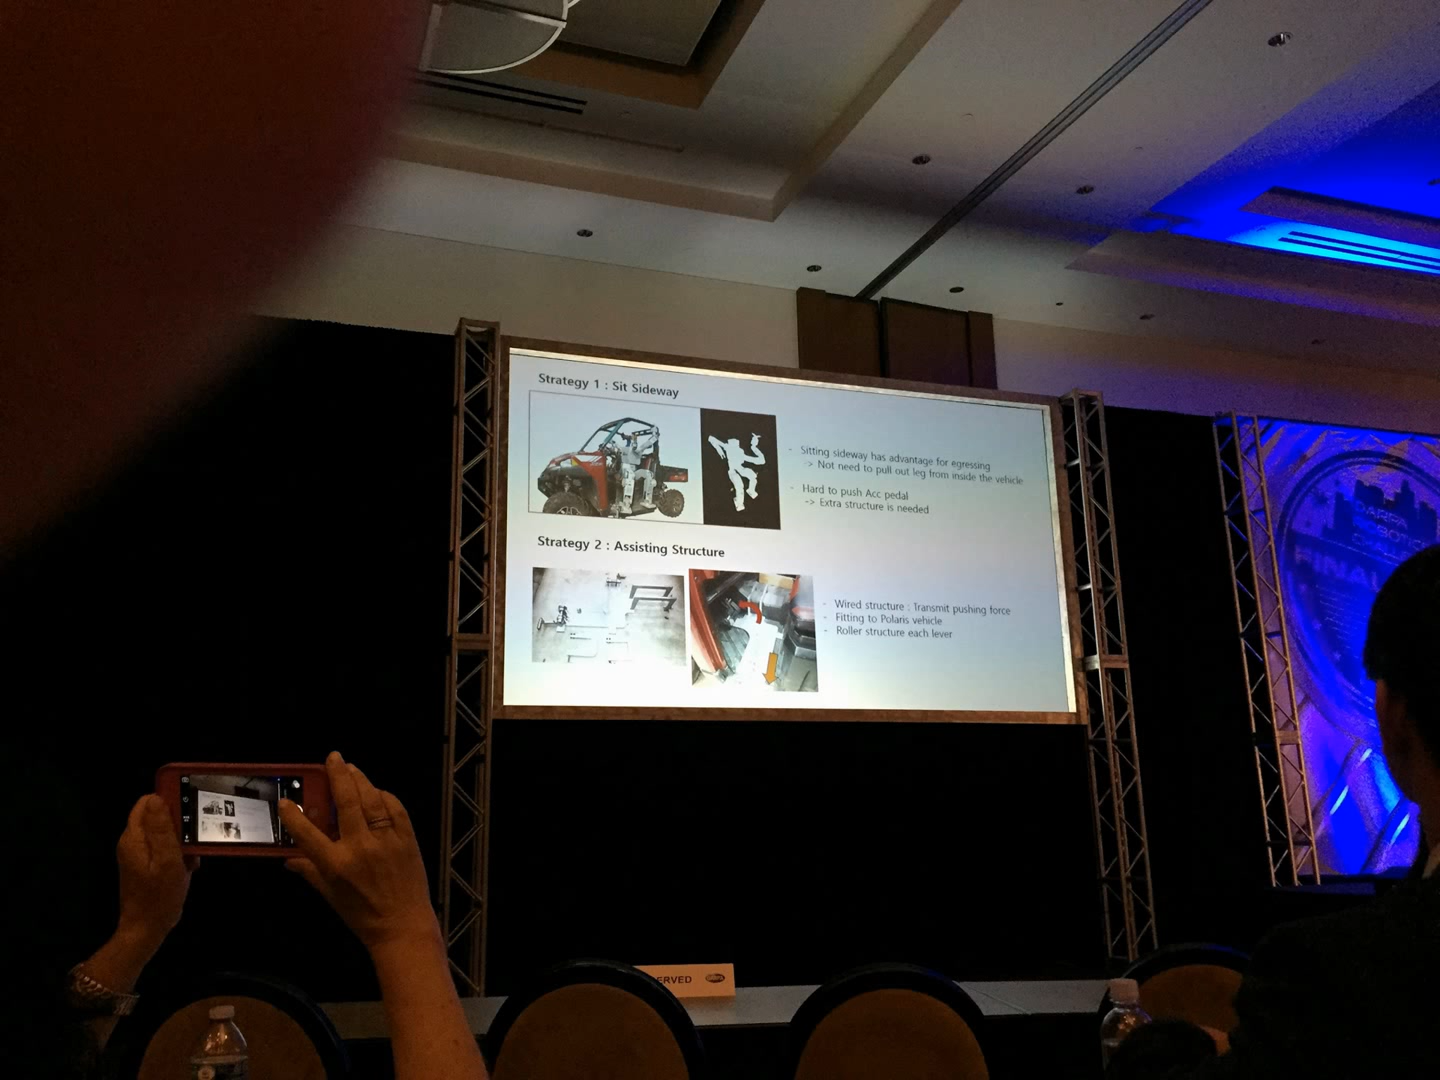 Strategy 1 : Sit Sideway
- Sitting sideway has advantage for egressing
-> Not need to pull out leg from inside the vehicle
- Hard to push Acc pedal
-> Extra structure is needed
Strategy 2 : Assisting Structure
- Wired structure : Transmit pushing force
- Fitting to Polaris vehicle
- Roller structure each lever
DARPA
FINAL
ERVED